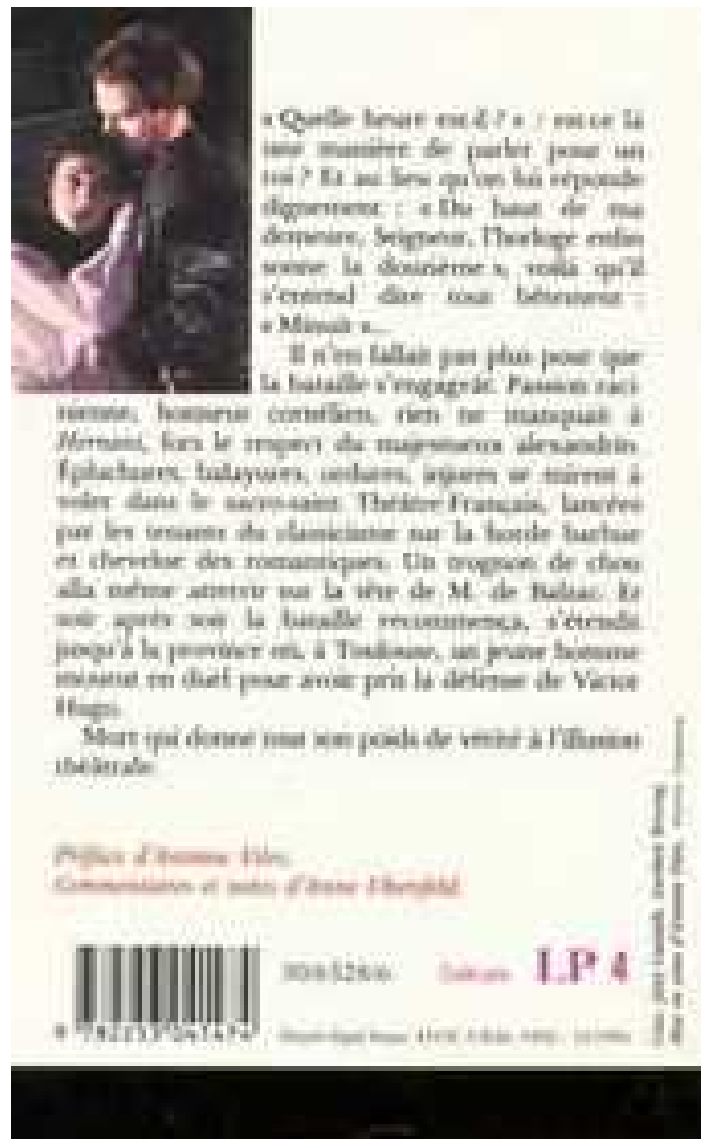 « Quelle heure est-il ? » : est-ce là
une manière de parler pour un
roi ? Et au lieu qu'on lui réponde
dignement : « Du haut de ma
demeure, Seigneur, l'horloge enfin
sonne la douzième », voilà qu'il
s'entend dire tout bêtement :
« Minuit »...
Il n'en fallait pas plus pour que
la bataille s'engageât. Passion raci-
nienne, honneur cornélien, rien ne manquait à
Hernani, fors le respect du majestueux alexandrin.
Épluchures, balayures, ordures, injures se mirent à
voler dans le sacro-saint Théâtre-Français, lancées
par les tenants du classicisme sur la horde barbue
et chevelue des romantiques. Un trognon de chou
alla même atterrir sur la tête de M. de Balzac. Et
soir après soir la bataille recommença, s'étendit
jusqu'à la province où, à Toulouse, un jeune homme
mourut en duel pour avoir pris la défense de Victor
Hugo.
Mort qui donne tout son poids de vérité à l'illusion
théâtrale.
Préface d'Antoine Vitez.
Commentaires et notes d'Anne Ubersfeld.
LP 4